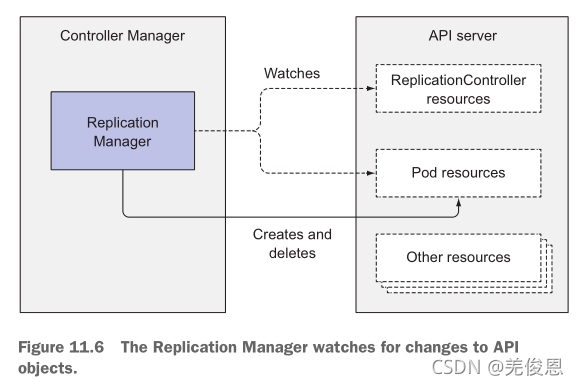 Controller Manager
API server
Watches
ReplicationController
resources
Replication
Manager
Pod resources
Creates and
deletes
Other resources
Figure 11.6 The Replication Manager watches for changes to API
objects.
CSDN @羌俊恩